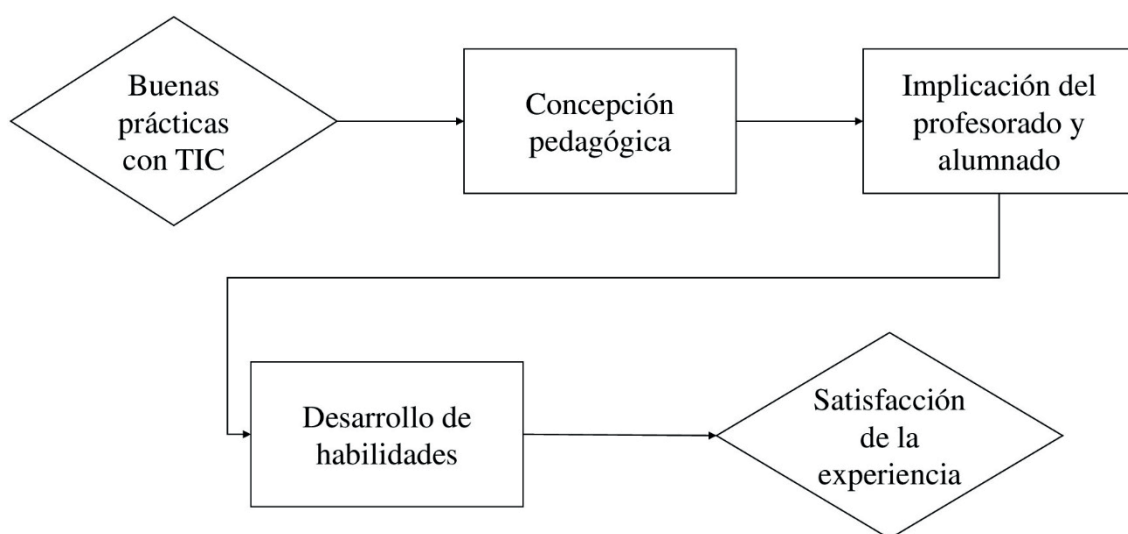 Buenas
prácticas
con TIC
Concepción
pedagógica
Implicación del
profesorado y
alumnado
Desarrollo de
habilidades
Satisfacción
de la
experiencia